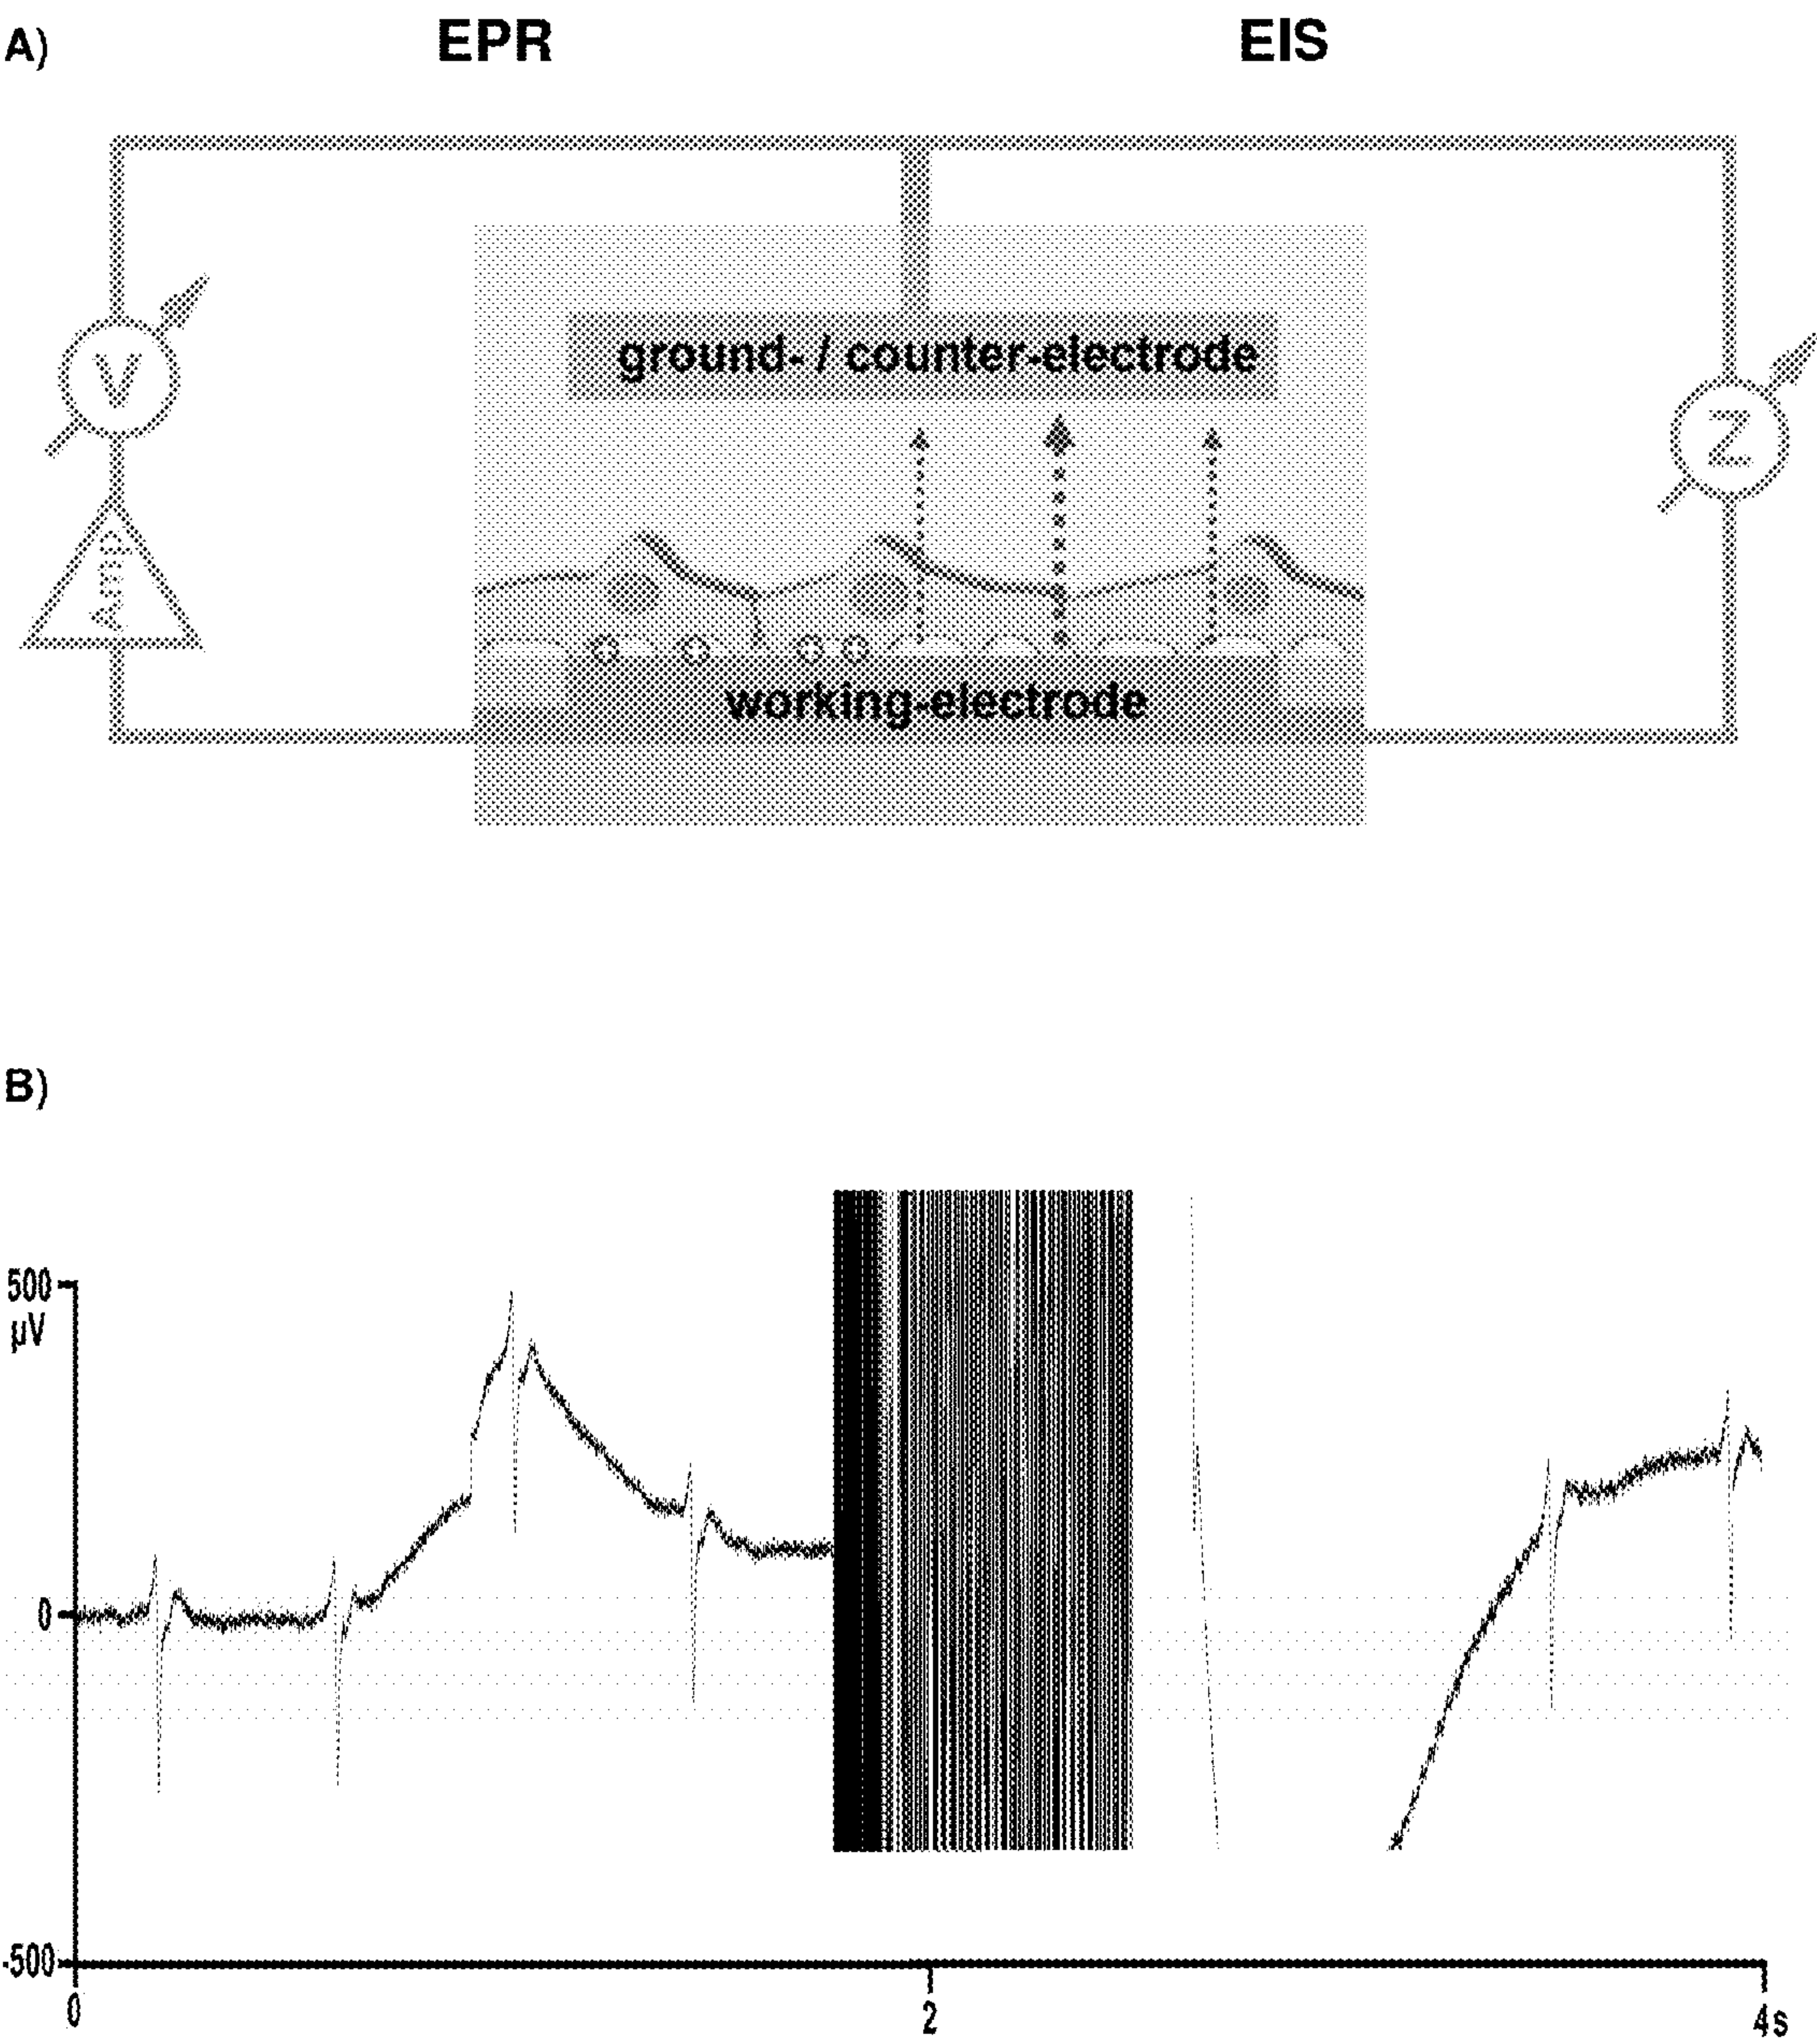 A)
EPR
EIS
ground- / counter-electrode
V
Z
Amp
working-electrode
B)
500
µV
0
-500
0
2
4s